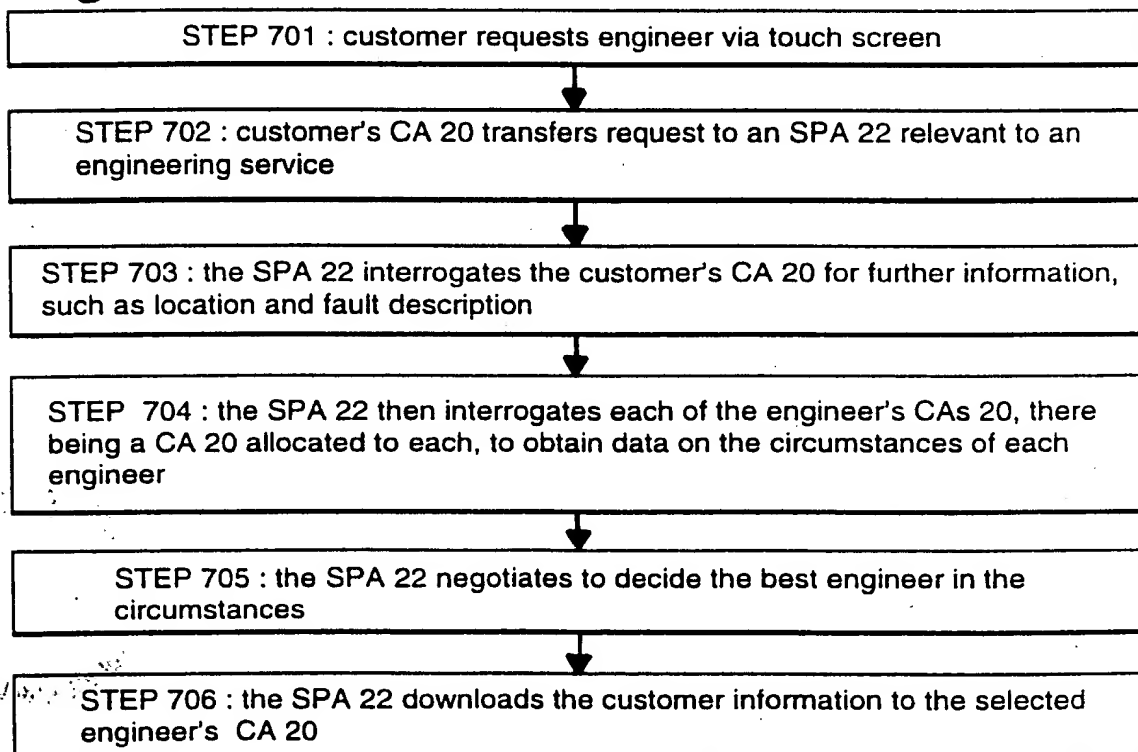 STEP 701 : customer requests engineer via touch screen
STEP 702 : customer's CA 20 transfers request to an SPA 22 relevant to an
engineering service
STEP 703 : the SPA 22 interrogates the customer's CA 20 for further information,
such as location and fault description
STEP 704 : the SPA 22 then interrogates each of the engineer's CAs 20, there
being a CA 20 allocated to each, to obtain data on the circumstances of each
engineer
STEP 705 : the SPA 22 negotiates to decide the best engineer in the
circumstances
STEP 706 : the SPA 22 downloads the customer information to the selected
engineer's CA 20